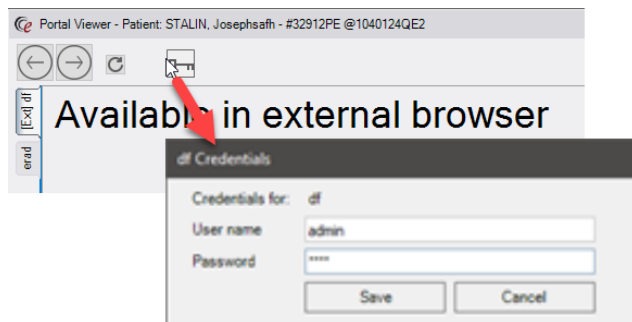 Portal Viewer - Patient: STALIN, Josephsafh - #32912PE @1040124QE2
[Ext] df
erad
Available in external browser
df Credentials
Credentials for: df
User name admin
Password ****
Save Cancel